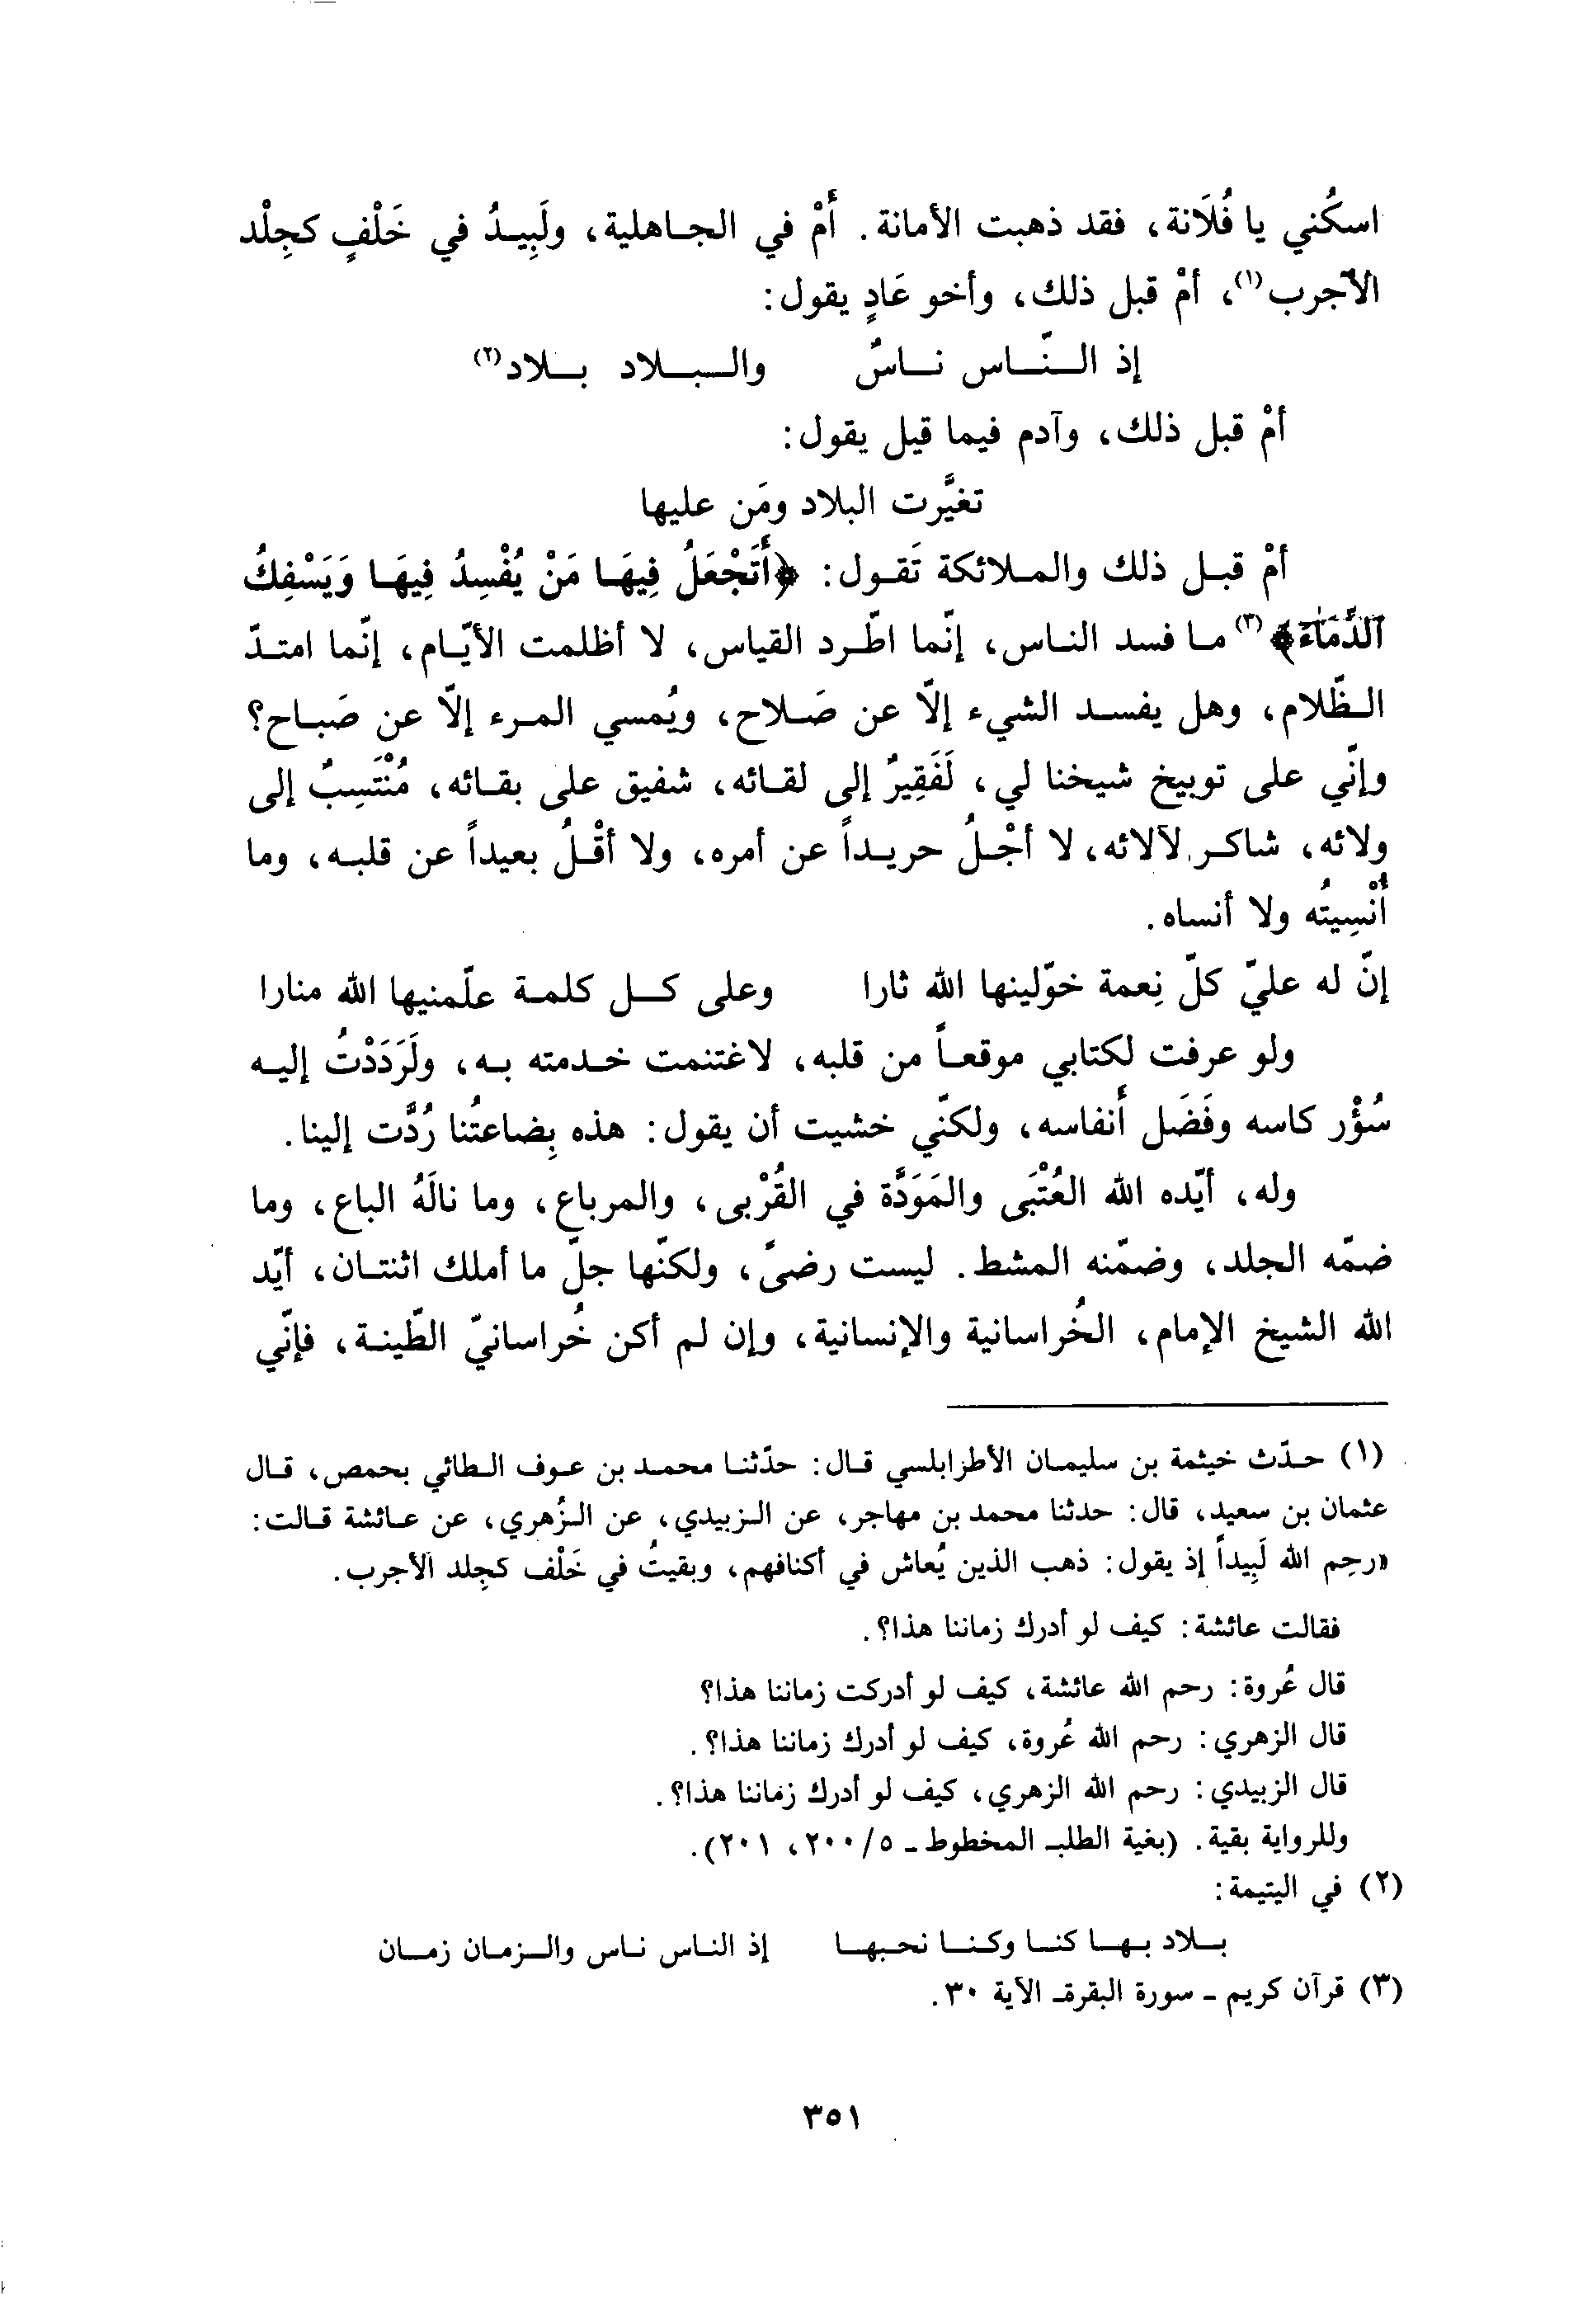 اسكُني يا فُلَانة، فقد ذهبت الأمانة. أَمْ في الجاهلية، ولَبِيدُ في خَلْفٍ كجِلْد
الأجرب(١)، أمْ قبل ذلك، وأخو عَادٍ يقول:
إذ النّاس ناسٌ والبلاد بلاد(٢)
أمْ قبل ذلك، وآدم فيما قيل يقول:
تغيَّرت البلاد ومَن عليها
أمْ قبل ذلك والملائكة تَقول: ﴿أَتَجْعَلُ فِيهَا مَنْ يُفْسِدُ فِيهَا وَيَسْفِكُ
الدِّمَاءَ﴾(٣) ما فسد الناس، إنّما اطّرد القياس، لا أظلمت الأيّام، إنّما امتدّ
الظّلام، وهل يفسد الشيء إلّا عن صَلاح، ويُمسي المرء إلّا عن صَباح؟
وإنّي على توبيخ شيخنا لي، لَفَقِيرٌ إلى لقائه، شفيق على بقائه، مُنْتَسِبٌ إلى
ولائه، شاكر لآلائه، لا أجْلُ حريداً عن أمره، ولا أقْلُ بعيداً عن قلبه، وما
أُنْسِيتُه ولا أنساه.
إنّ له عليّ كلّ نِعمة خوّلينها الله ثارا وعلى كل كلمة علّمنيها الله منارا
ولو عرفت لكتابي موقعاً من قلبه، لاغتنمت خدمته به، ولَرَدَدْتُ إليه
سُؤْر كاسه وفَضَل أَنفاسه، ولكنّي خشيت أن يقول: هذه بِضاعتُنا رُدَّت إلينا.
وله، أيّده الله العُتْبَى والمَوَدَّة في القُرْبى، والمرباع، وما نالَهُ الباع، وما
ضمّه الجلد، وضمّنه المشط. ليست رضىً، ولكنّها جلّ ما أملك اثنتان، أيّد
الله الشيخ الإمام، الخُراسانية والإنسانية، وإن لم أكن خُراسانيّ الطّينة، فإنّي
(١) حدّث خيثمة بن سليمان الأطرابلسي قال: حدّثنا محمد بن عوف الطائي بحمص، قال
عثمان بن سعيد، قال: حدثنا محمد بن مهاجر، عن الزبيدي، عن الزُهري، عن عائشة قالت:
«رحِم الله لَبِيداً إذ يقول: ذهب الذين يُعاش في أكنافهم، وبقيتُ في خَلْف كجِلد الأجرب.
فقالت عائشة: كيف لو أدرك زماننا هذا؟.
قال عُروة: رحم الله عائشة، كيف لو أدركت زماننا هذا؟
قال الزهري: رحم الله عُروة، كيف لو أدرك زماننا هذا؟.
قال الزبيدي: رحم الله الزهري، كيف لو أدرك زماننا هذا؟.
وللرواية بقية. (بغية الطلب المخطوط - ٥/ ٢٠٠، ٢٠١).
(٢) في اليتيمة:
بلاد بها كنا وكنا نحبها إذ الناس ناس والزمان زمان
(٣) قرآن كريم - سورة البقرة- الآية ٣٠.
٣٥١